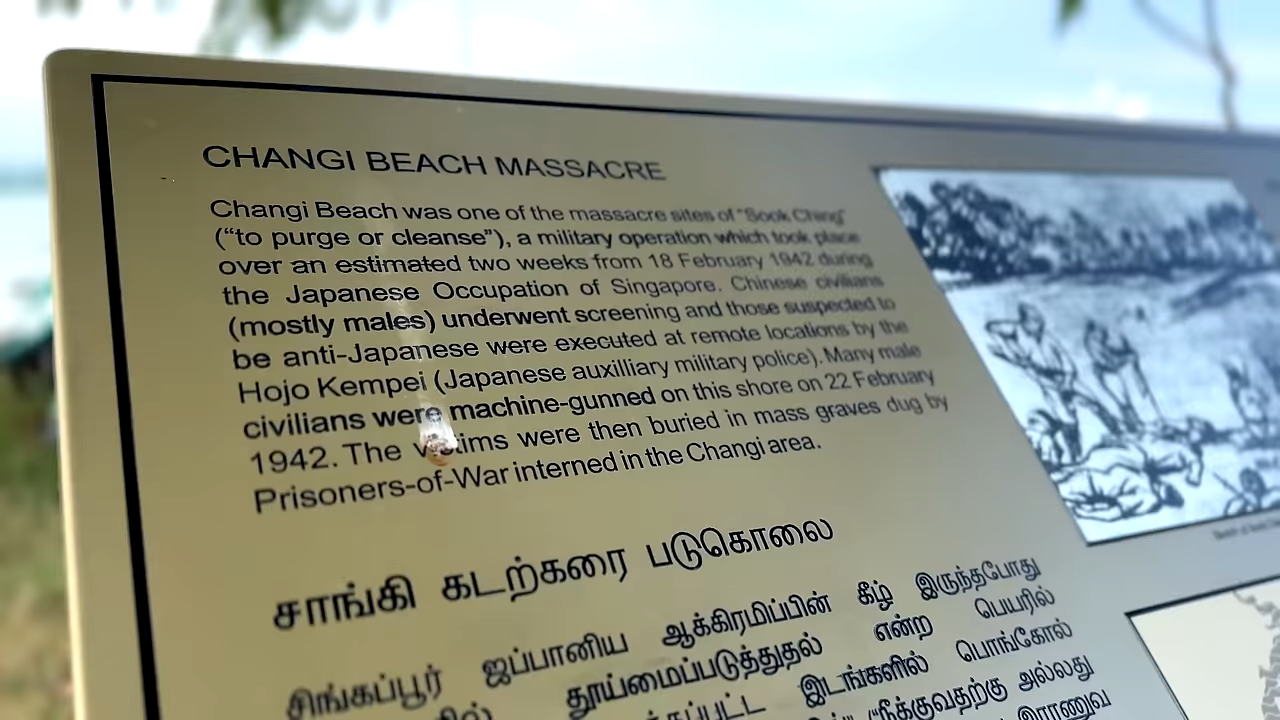 CHANGI BEACH MASSACRE
Changi Beach was one of the massacre sites of "Sook Ching"
("to purge or cleanse"), a military operation which took place
over an estimated two weeks from 18 February 1942 during
the Japanese Occupation of Singapore. Chinese civilians
(mostly males) underwent screening and those suspected to
be anti-Japanese were executed at remote locations by the
Hojo Kempei (Japanese auxilliary military police). Many male
civilians were machine-gunned on this shore on 22 February
1942. The victims were then buried in mass graves dug by
Prisoners-of-War interned in the Changi area.
சாங்கி கடற்கரை படுகொலை
சிங்கப்பூர் ஜப்பானிய ஆக்கிரமிப்பின் கீழ் இருந்தபோது
தூய்மைப்படுத்துதல் என்ற பெயரில்
இடங்களில் பொங்கோல்
"நீக்குவதற்கு அல்லது
இராணுவ